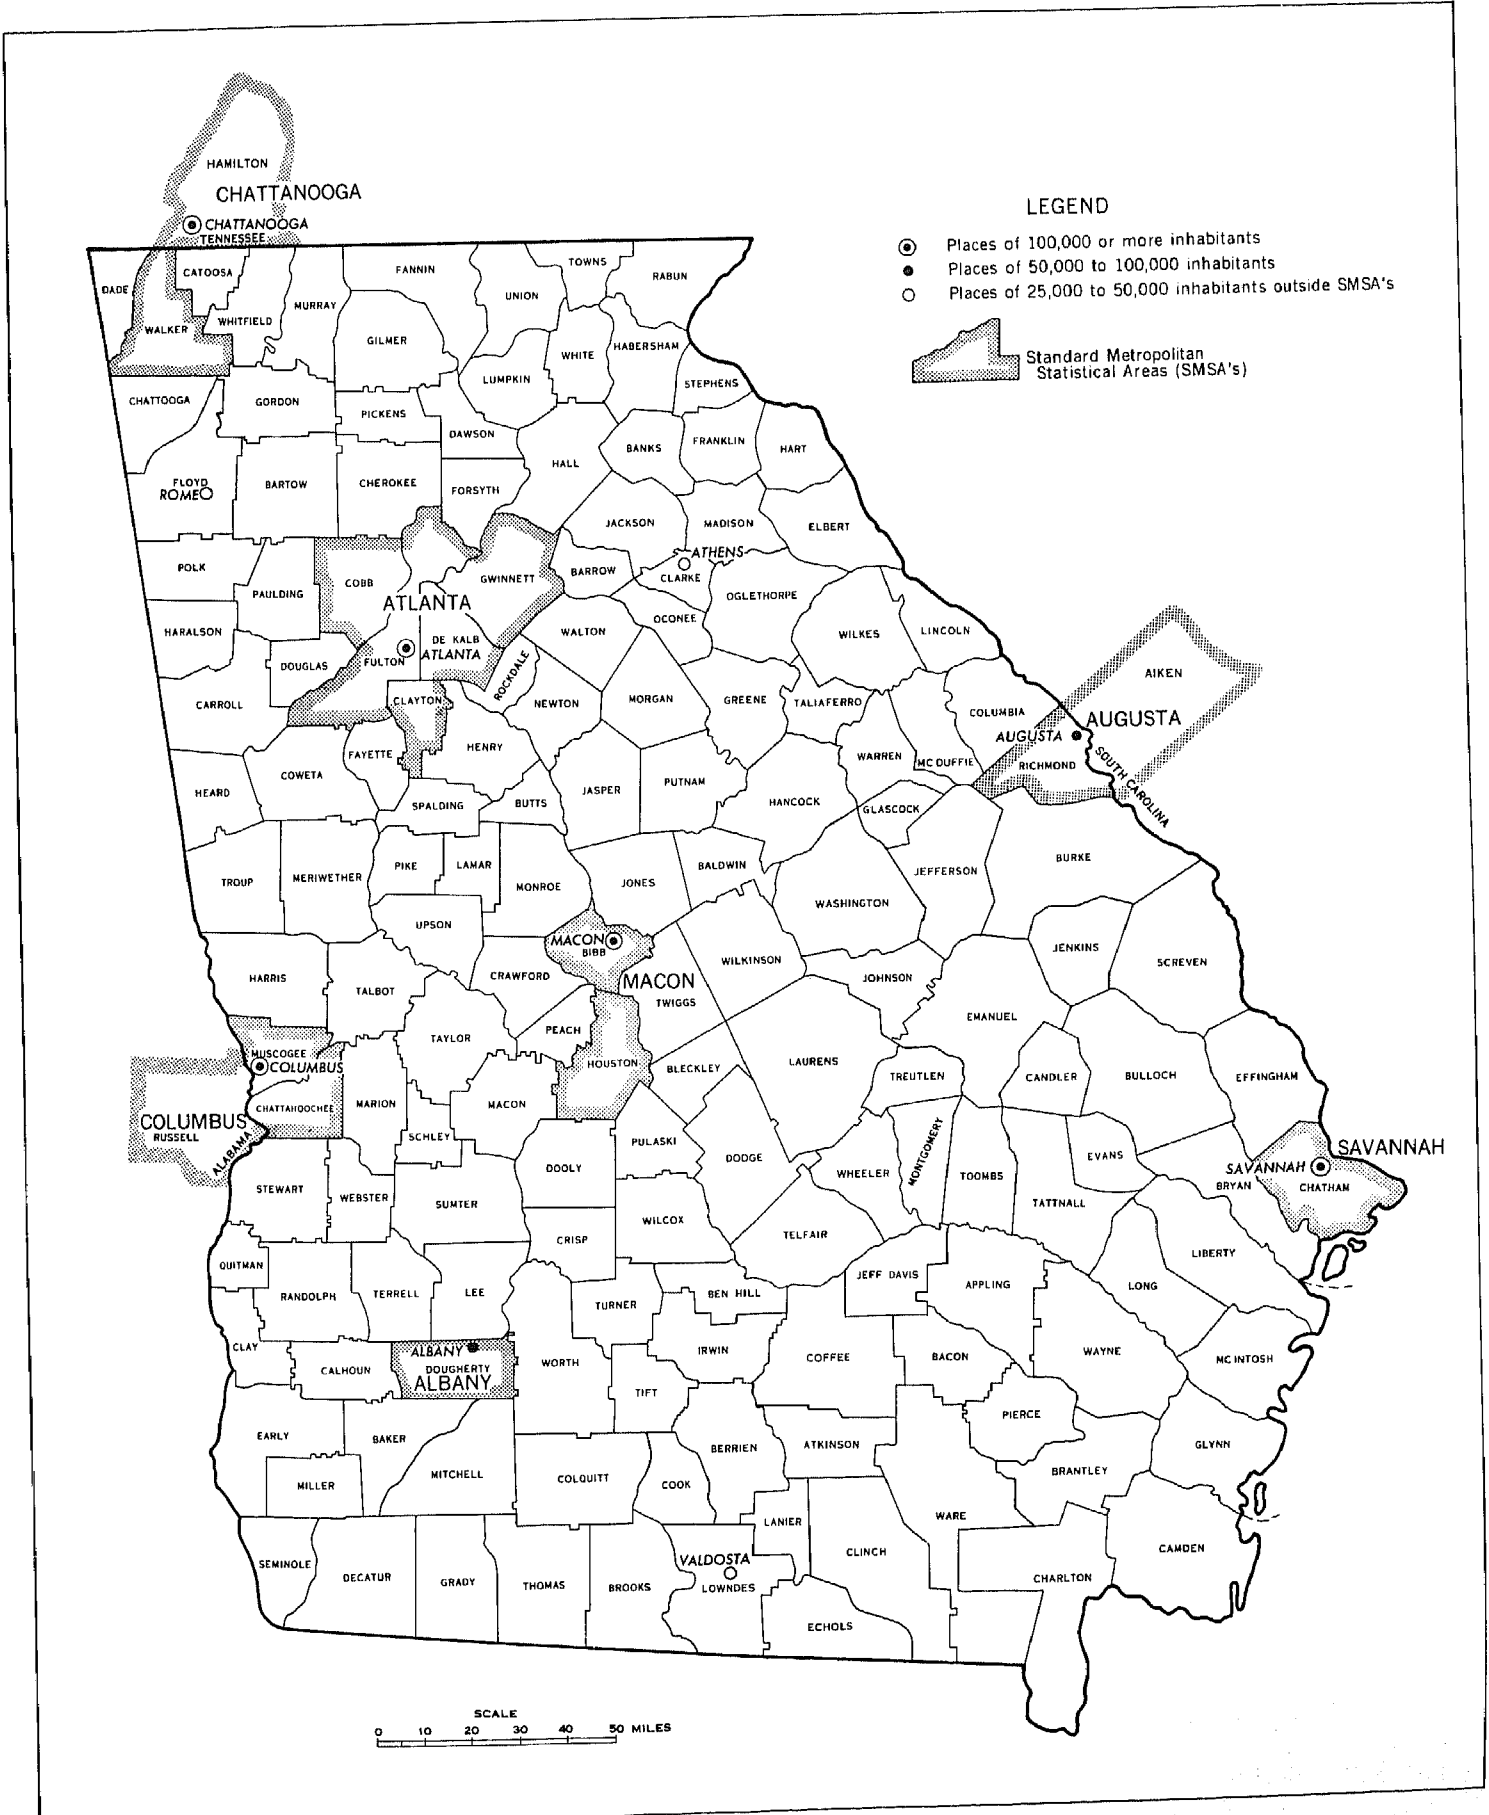 HAMILTON
CHATTANOOGA
CHATTANOOGA
TENNESSEE
LEGEND
Places of 100,000 or more inhabitants
Places of 50,000 to 100,000 inhabitants
Places of 25,000 to 50,000 inhabitants outside SMSA's
Standard Metropolitan
Statistical Areas (SMSA's)
DADE
CATOOSA
FANNIN
TOWNS
RABUN
UNION
MURRAY
WALKER
WHITFIELD
GILMER
WHITE
HABERSHAM
LUMPKIN
STEPHENS
CHATTOOGA
GORDON
PICKENS
DAWSON
BANKS
FRANKLIN
HART
HALL
FLOYD
ROME
BARTOW
CHEROKEE
FORSYTH
JACKSON
MADISON
ELBERT
ATHENS
CLARKE
POLK
PAULDING
COBB
GWINNETT
BARROW
OGLETHORPE
ATLANTA
OCONEE
HARALSON
DOUGLAS
FULTON
DE KALB
ATLANTA
WALTON
WILKES
LINCOLN
ROCKDALE
AIKEN
CARROLL
CLAYTON
NEWTON
MORGAN
GREENE
TALIAFERRO
COLUMBIA
AUGUSTA
AUGUSTA
HENRY
FAYETTE
COWETA
WARREN
MC DUFFIE
RICHMOND
SOUTH CAROLINA
HEARD
SPALDING
BUTTS
JASPER
PUTNAM
HANCOCK
GLASCOCK
TROUP
MERIWETHER
PIKE
LAMAR
MONROE
JONES
BALDWIN
JEFFERSON
BURKE
WASHINGTON
UPSON
MACON
BIBB
JENKINS
SCREVEN
HARRIS
TALBOT
CRAWFORD
MACON
TWIGGS
WILKINSON
JOHNSON
EMANUEL
TAYLOR
PEACH
HOUSTON
MUSCOGEE
COLUMBUS
BLECKLEY
LAURENS
TREUTLEN
CANDLER
BULLOCH
EFFINGHAM
CHATTAHOOCHEE
MARION
MACON
COLUMBUS
RUSSELL
ALABAMA
SCHLEY
PULASKI
DODGE
DOOLY
WHEELER
MONTGOMERY
TOOMBS
EVANS
SAVANNAH
SAVANNAH
BRYAN
CHATHAM
STEWART
WEBSTER
SUMTER
WILCOX
TELFAIR
TATTNALL
CRISP
LIBERTY
QUITMAN
RANDOLPH
TERRELL
LEE
TURNER
BEN HILL
JEFF DAVIS
APPLING
LONG
CLAY
CALHOUN
ALBANY
DOUGHERTY
ALBANY
WORTH
TIFT
IRWIN
COFFEE
BACON
WAYNE
MC INTOSH
PIERCE
EARLY
BAKER
MITCHELL
MILLER
COLQUITT
COOK
BERRIEN
ATKINSON
BRANTLEY
GLYNN
LANIER
WARE
CLINCH
CAMDEN
SEMINOLE
DECATUR
GRADY
THOMAS
BROOKS
VALDOSTA
LOWNDES
CHARLTON
ECHOLS
SCALE
0 10 20 30 40 50 MILES